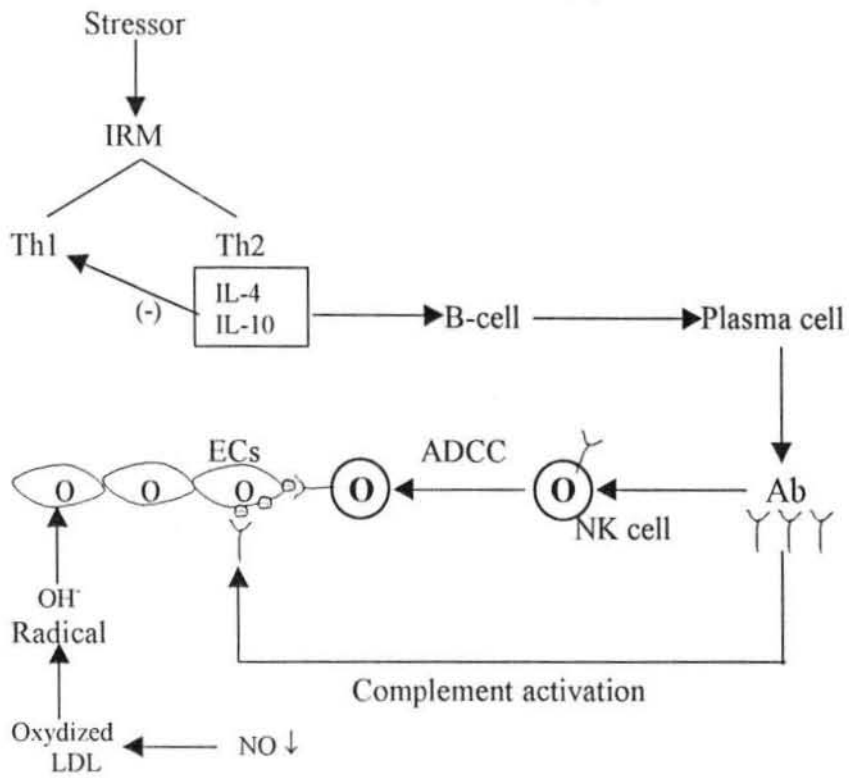 Stressor
IRM
Th1
Th2
(-)
IL-4
IL-10
B-cell
Plasma cell
ECs
ADCC
O
O
O
O
O
NK cell
Ab
OH-
Radical
Complement activation
Oxydized
LDL
NO ↓